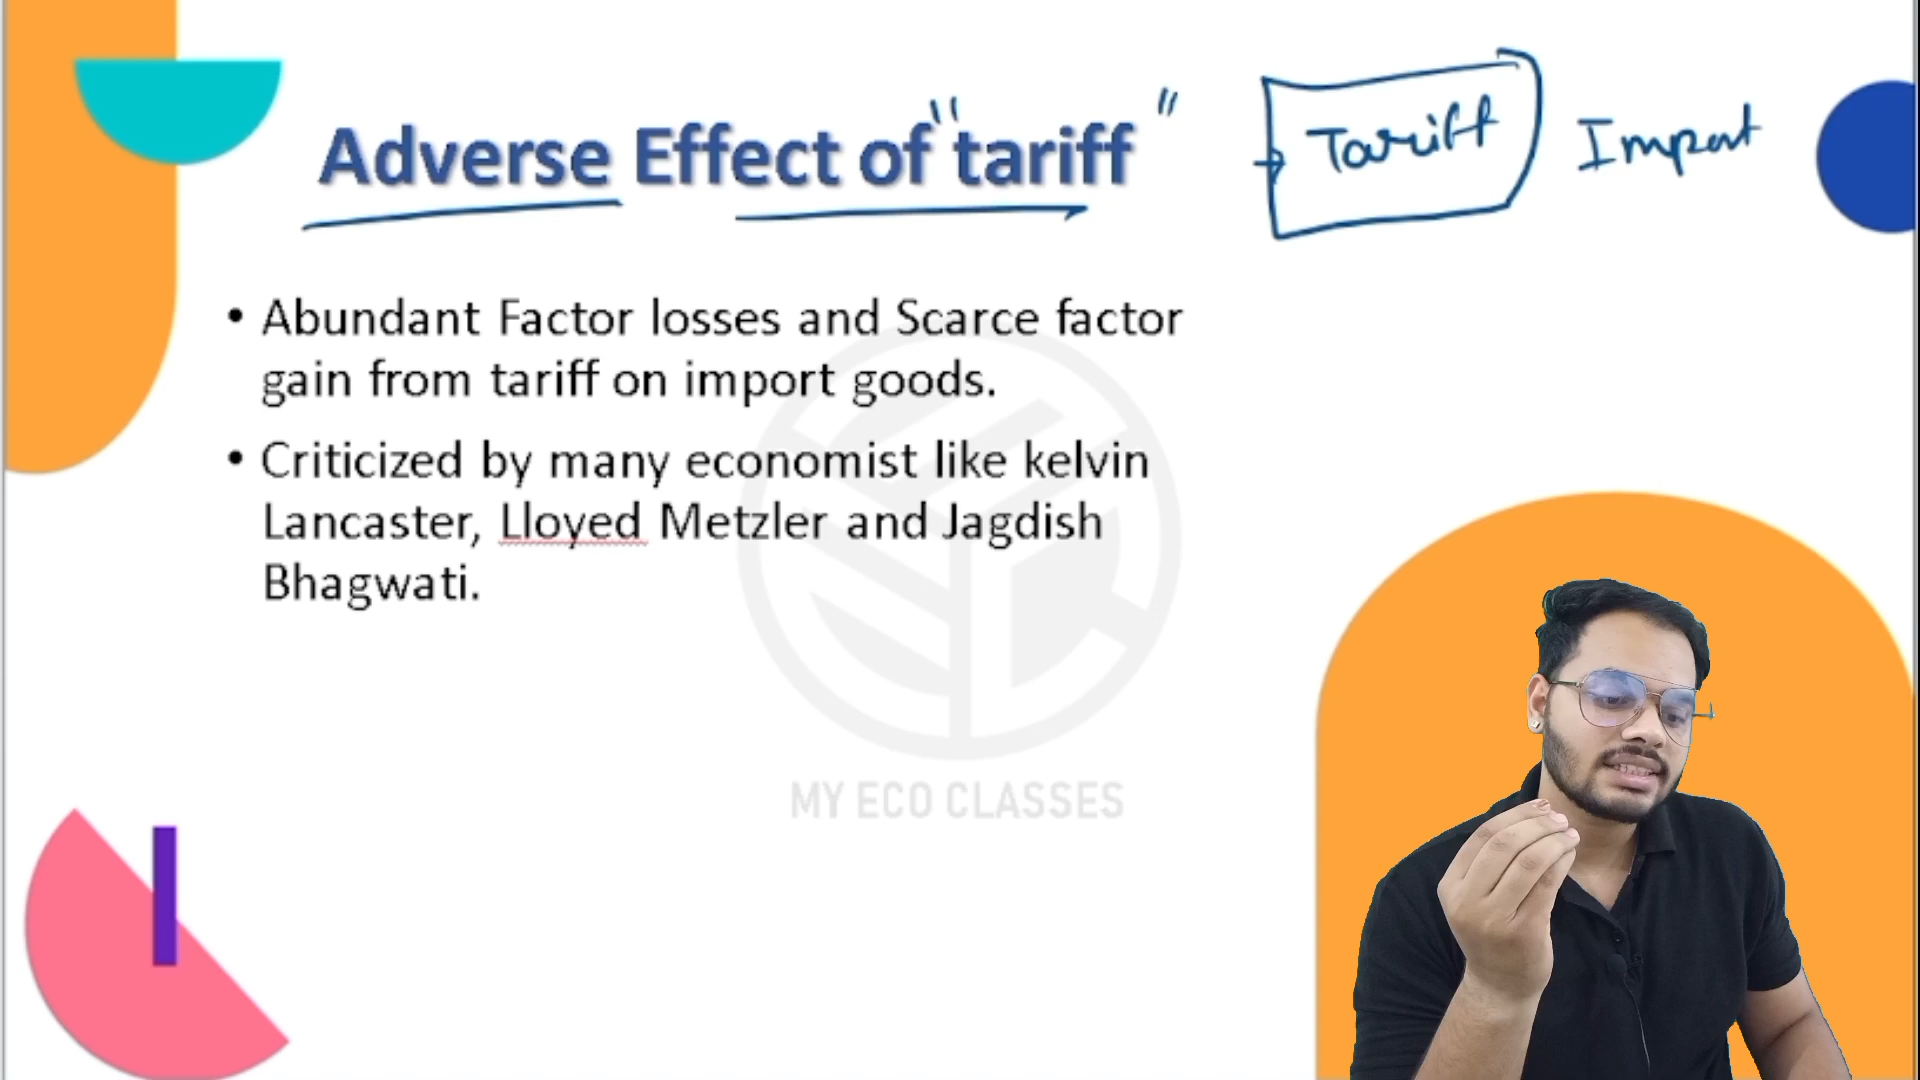 Adverse Effect of "tariff"
Tariff
Import
• Abundant Factor losses and Scarce factor
gain from tariff on import goods.
• Criticized by many economist like kelvin
Lancaster, Lloyed Metzler and Jagdish
Bhagwati.
MY ECO CLASSES